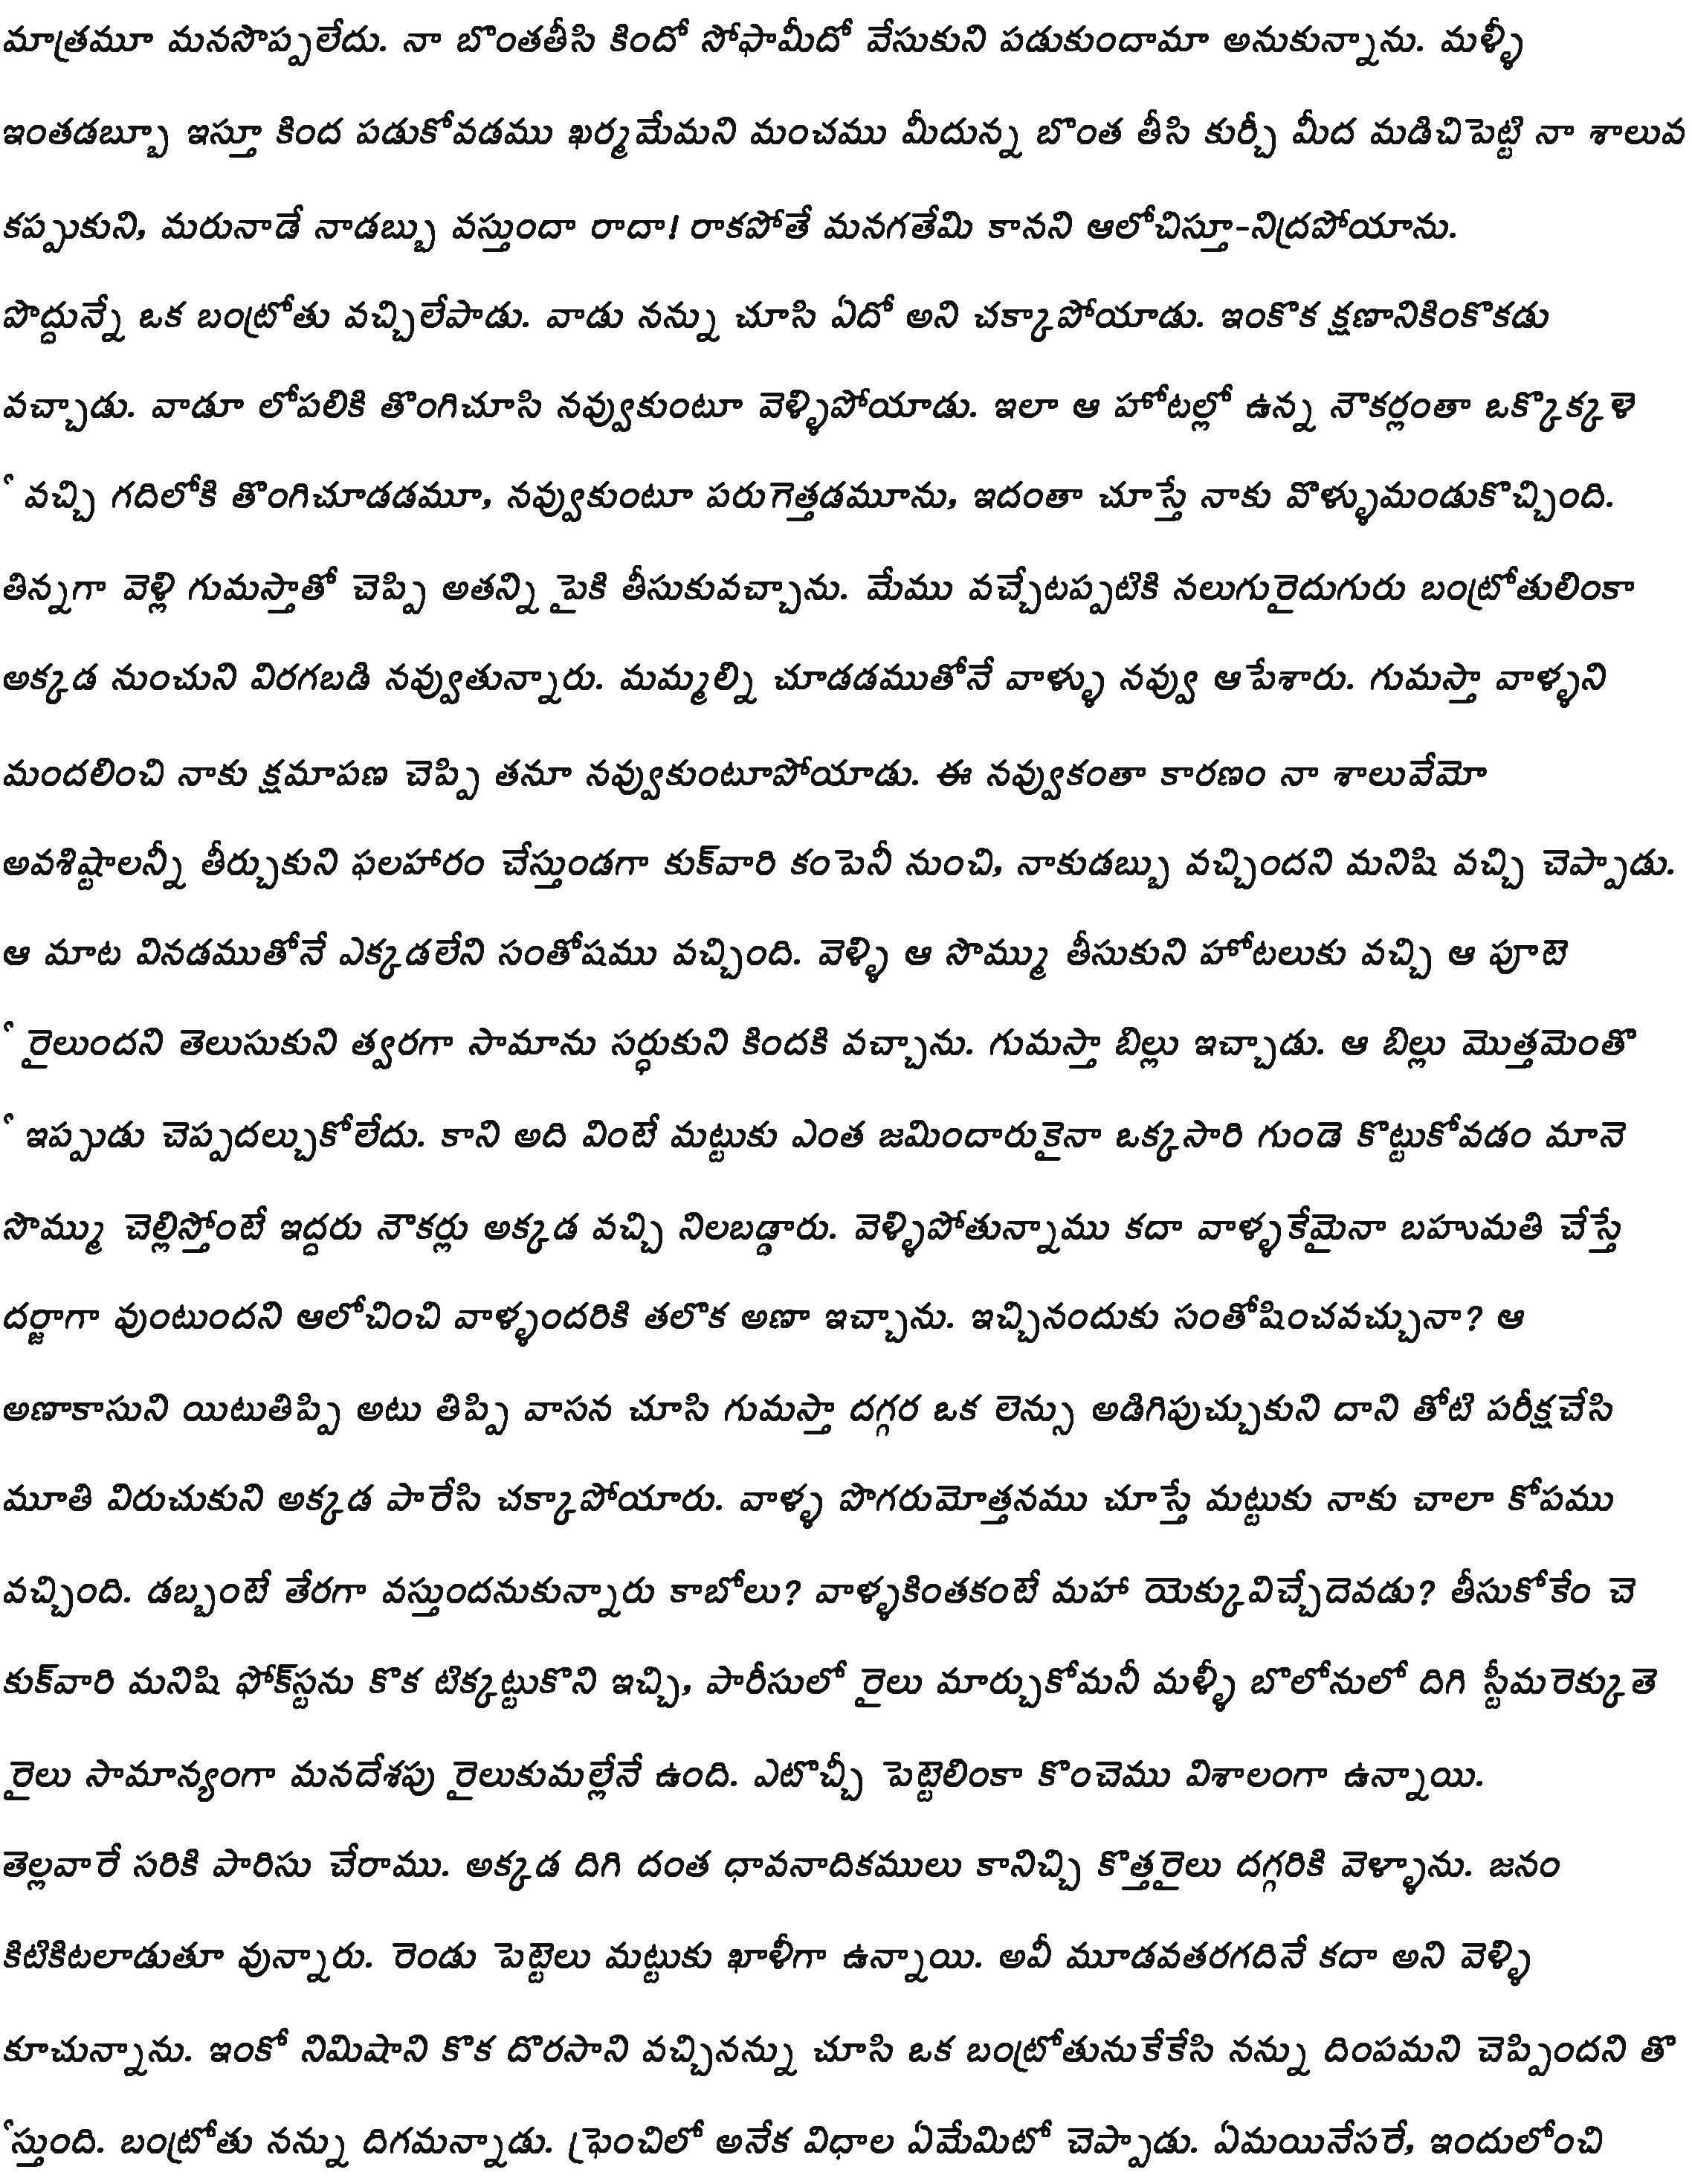 మాత్రమూ మనసొప్పలేదు. నా బొంతతీసి కిందో సోఫామీదో వేసుకుని పడుకుందామా అనుకున్నాను. మళ్ళీ
ఇంతడబ్బూ ఇస్తూ కింద పడుకోవడము ఖర్మమేమని మంచము మీదున్న బొంత తీసి కుర్చీ మీద మడిచిపెట్టి నా శాలువ
కప్పుకుని, మరునాడే నాడబ్బు వస్తుందా రాదా! రాకపోతే మనగతేమి కానని ఆలోచిస్తూ-నిద్రపోయాను.
పొద్దున్నే ఒక బంట్రోతు వచ్చిలేపాడు. వాడు నన్ను చూసి ఏదో అని చక్కాపోయాడు. ఇంకొక క్షణానికింకొకడు
వచ్చాడు. వాడూ లోపలికి తొంగిచూసి నవ్వుకుంటూ వెళ్ళిపోయాడు. ఇలా ఆ హోటల్లో ఉన్న నౌకర్లంతా ఒక్కొక్కళె
ే వచ్చి గదిలోకి తొంగిచూడడమూ, నవ్వుకుంటూ పరుగెత్తడమూను, ఇదంతా చూస్తే నాకు వొళ్ళుమండుకొచ్చింది.
తిన్నగా వెళ్లి గుమస్తాతో చెప్పి అతన్ని పైకి తీసుకువచ్చాను. మేము వచ్చేటప్పటికి నలుగురైదుగురు బంట్రోతులింకా
అక్కడ నుంచుని విరగబడి నవ్వుతున్నారు. మమ్మల్ని చూడడముతోనే వాళ్ళు నవ్వు ఆపేశారు. గుమస్తా వాళ్ళని
మందలించి నాకు క్షమాపణ చెప్పి తనూ నవ్వుకుంటూపోయాడు. ఈ నవ్వుకంతా కారణం నా శాలువేమో
అవశిష్టాలన్నీ తీర్చుకుని ఫలహారం చేస్తుండగా కుక్‌వారి కంపెనీ నుంచి, నాకుడబ్బు వచ్చిందని మనిషి వచ్చి చెప్పాడు.
ఆ మాట వినడముతోనే ఎక్కడలేని సంతోషము వచ్చింది. వెళ్ళి ఆ సొమ్ము తీసుకుని హోటలుకు వచ్చి ఆ పూటె
ే రైలుందని తెలుసుకుని త్వరగా సామాను సర్ధుకుని కిందకి వచ్చాను. గుమస్తా బిల్లు ఇచ్చాడు. ఆ బిల్లు మొత్తమెంతొ
ే ఇప్పుడు చెప్పదల్చుకోలేదు. కాని అది వింటే మట్టుకు ఎంత జమిందారుకైనా ఒక్కసారి గుండె కొట్టుకోవడం మానె
సొమ్ము చెల్లిస్తోంటే ఇద్దరు నౌకర్లు అక్కడ వచ్చి నిలబడ్డారు. వెళ్ళిపోతున్నాము కదా వాళ్ళకేమైనా బహుమతి చేస్తే
దర్జాగా వుంటుందని ఆలోచించి వాళ్ళందరికి తలొక అణా ఇచ్చాను. ఇచ్చినందుకు సంతోషించవచ్చునా? ఆ
అణాకాసుని యిటుతిప్పి అటు తిప్పి వాసన చూసి గుమస్తా దగ్గర ఒక లెన్సు అడిగిపుచ్చుకుని దాని తోటి పరీక్షచేసి
మూతి విరుచుకుని అక్కడ పారేసి చక్కాపోయారు. వాళ్ళ పొగరుమోత్తనము చూస్తే మట్టుకు నాకు చాలా కోపము
వచ్చింది. డబ్బంటే తేరగా వస్తుందనుకున్నారు కాబోలు? వాళ్ళకింతకంటే మహా యెక్కువిచ్చేదెవడు? తీసుకోకేం చె
కుక్‌వారి మనిషి ఫోక్‌స్టను కొక టిక్కట్టుకొని ఇచ్చి, పారీసులో రైలు మార్చుకోమనీ మళ్ళీ బొలోనులో దిగి స్టీమరెక్కుతె
రైలు సామాన్యంగా మనదేశపు రైలుకుమల్లేనే ఉంది. ఎటొచ్చీ పెట్టెలింకా కొంచెము విశాలంగా ఉన్నాయి.
తెల్లవారే సరికి పారిసు చేరాము. అక్కడ దిగి దంత ధావనాదికములు కానిచ్చి కొత్తరైలు దగ్గరికి వెళ్ళాను. జనం
కిటికిటలాడుతూ వున్నారు. రెండు పెట్టెలు మట్టుకు ఖాళీగా ఉన్నాయి. అవీ మూడవతరగదినే కదా అని వెళ్ళి
కూచున్నాను. ఇంకో నిమిషాని కొక దొరసాని వచ్చినన్ను చూసి ఒక బంట్రోతునుకేకేసి నన్ను దింపమని చెప్పిందని తొ
ేస్తుంది. బంట్రోతు నన్ను దిగమన్నాడు. ఫ్రెంచిలో అనేక విధాల ఏమేమిటో చెప్పాడు. ఏమయినేసరే, ఇందులోంచి